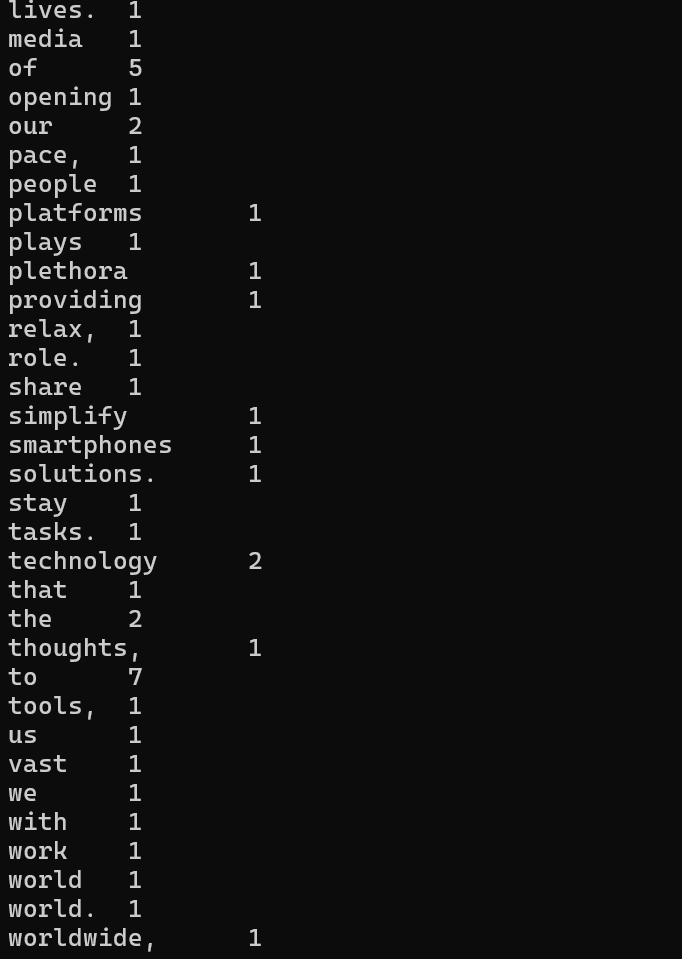 lives.	1
media	1
of	5
opening	1
our	2
pace,	1
people	1
platforms	1
plays	1
plethora	1
providing	1
relax,	1
role.	1
share	1
simplify	1
smartphones	1
solutions.	1
stay	1
tasks.	1
technology	2
that	1
the	2
thoughts,	1
to	7
tools,	1
us	1
vast	1
we	1
with	1
work	1
world	1
world.	1
worldwide,	1